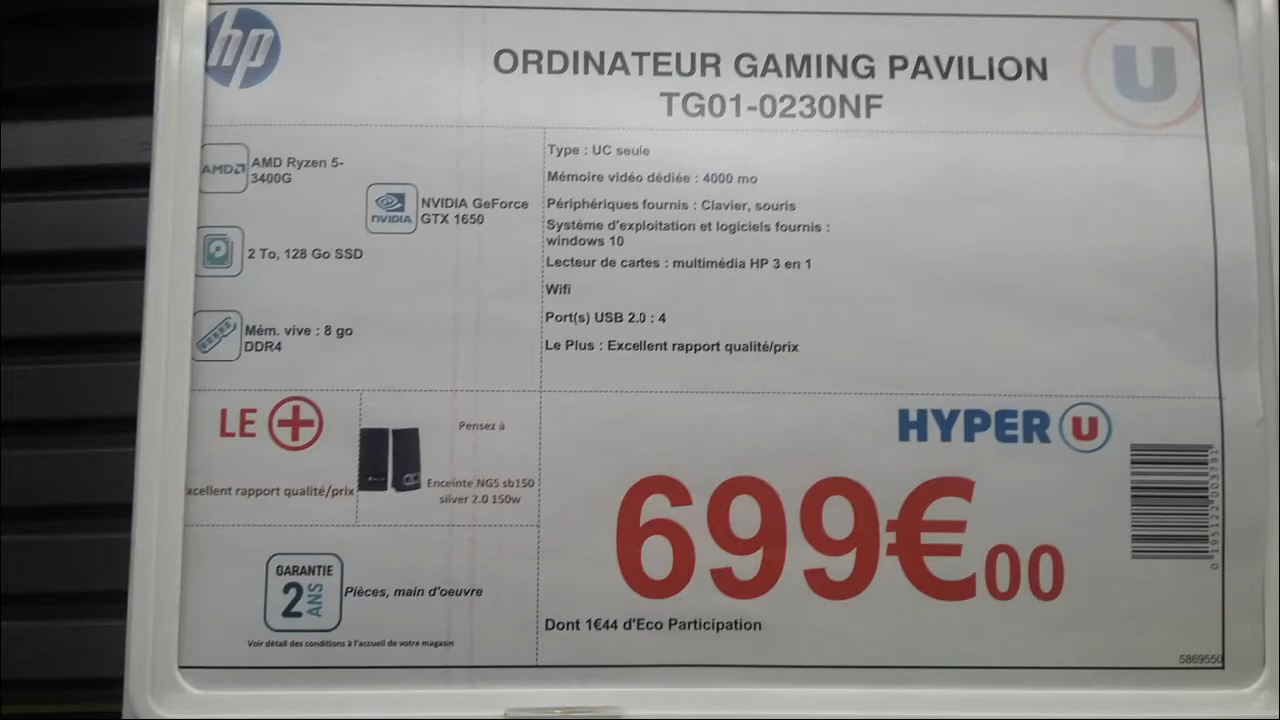 hp
ORDINATEUR GAMING PAVILION
TG01-0230NF
U
AMD
AMD Ryzen 5-
3400G
NVIDIA
NVIDIA GeForce
GTX 1650
2 To, 128 Go SSD
Mém. vive : 8 go
DDR4
Type : UC seule
Mémoire vidéo dédiée : 4000 mo
Périphériques fournis : Clavier, souris
Système d'exploitation et logiciels fournis :
windows 10
Lecteur de cartes : multimédia HP 3 en 1
Wifi
Port(s) USB 2.0 : 4
Le Plus : Excellent rapport qualité/prix
LE +
xcellent rapport qualité/prix
Pensez à
Enceinte NGS sb150
silver 2.0 150w
GARANTIE
2 ANS
Pièces, main d'oeuvre
Voir détail des conditions à l'accueil de votre magasin
HYPER U
699€00
Dont 1€44 d'Eco Participation
0 195122 003791
5869550